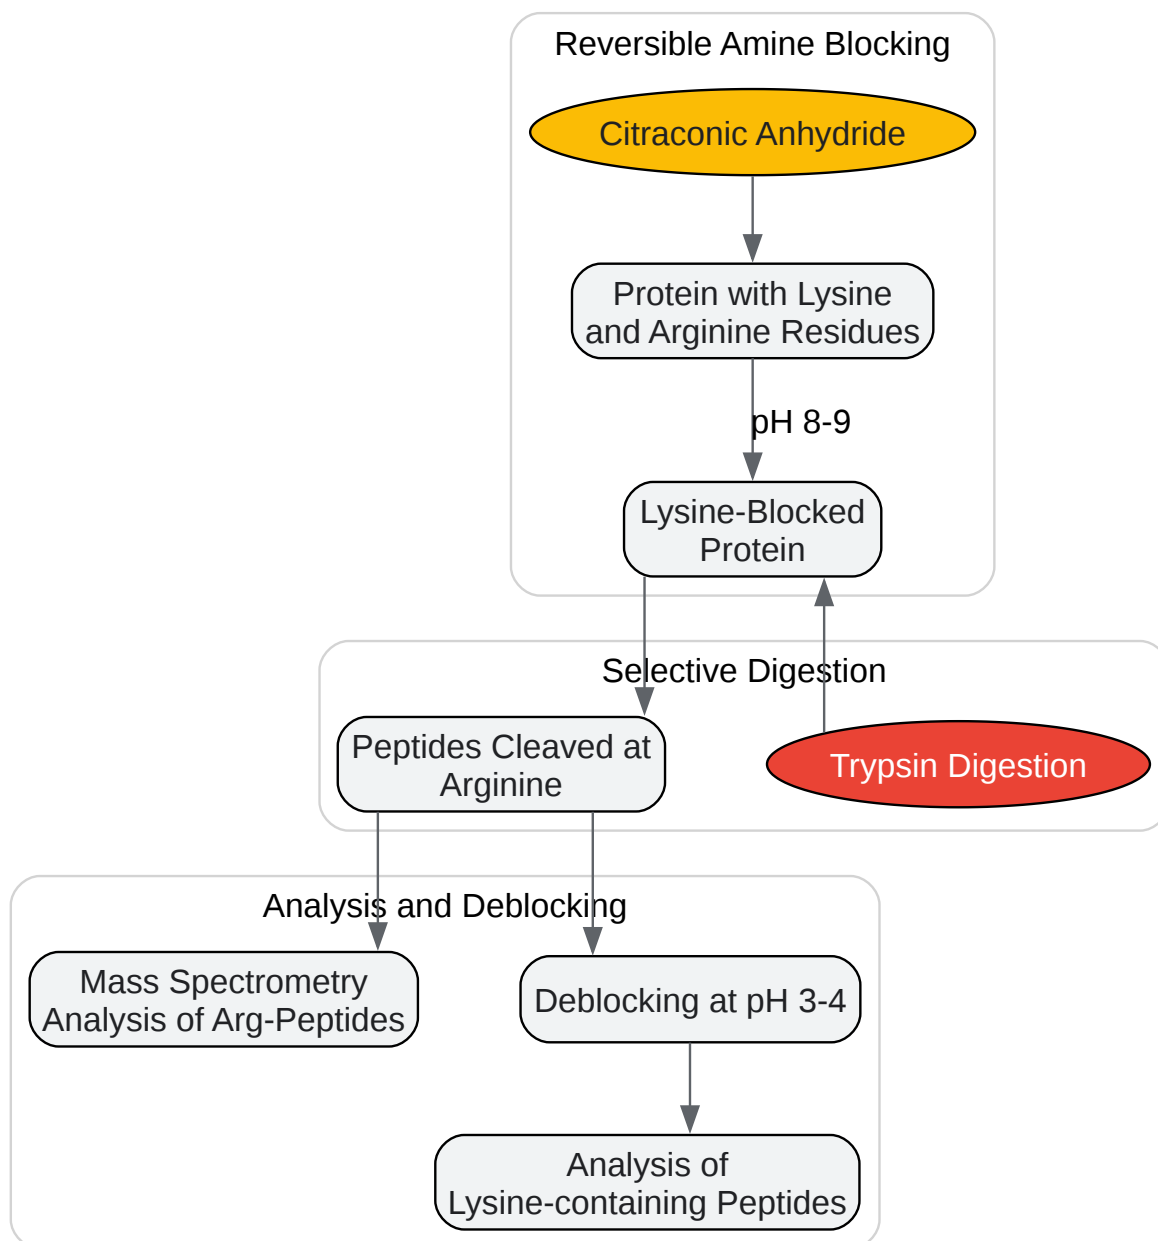 Reversible Amine Blocking
Citraconic Anhydride
Protein with Lysine
and Arginine Residues
pH 8-9
Lysine-Blocked
Protein
Selective Digestion
Peptides Cleaved at
Arginine
Trypsin Digestion
Analysis and Deblocking
Mass Spectrometry
Analysis of Arg-Peptides
Deblocking at pH 3-4
Analysis of
Lysine-containing Peptides